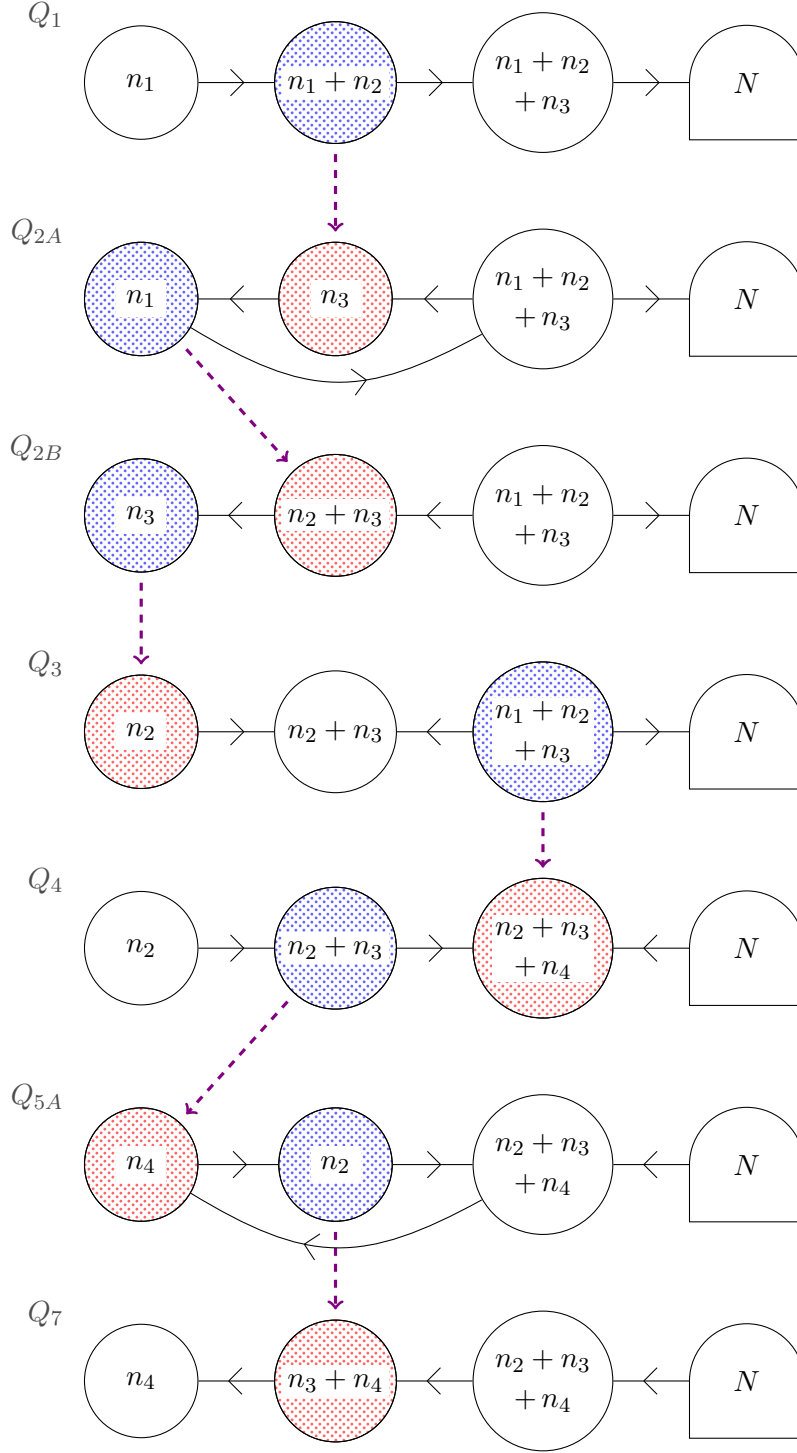 Q_1
n_1
n_1 + n_2
n_1 + n_2
+ n_3
N
Q_{2A}
n_1
n_3
n_1 + n_2
+ n_3
N
Q_{2B}
n_3
n_2 + n_3
n_1 + n_2
+ n_3
N
Q_3
n_2
n_2 + n_3
n_1 + n_2
+ n_3
N
Q_4
n_2
n_2 + n_3
n_2 + n_3
+ n_4
N
Q_{5A}
n_4
n_2
n_2 + n_3
+ n_4
N
Q_7
n_4
n_3 + n_4
n_2 + n_3
+ n_4
N